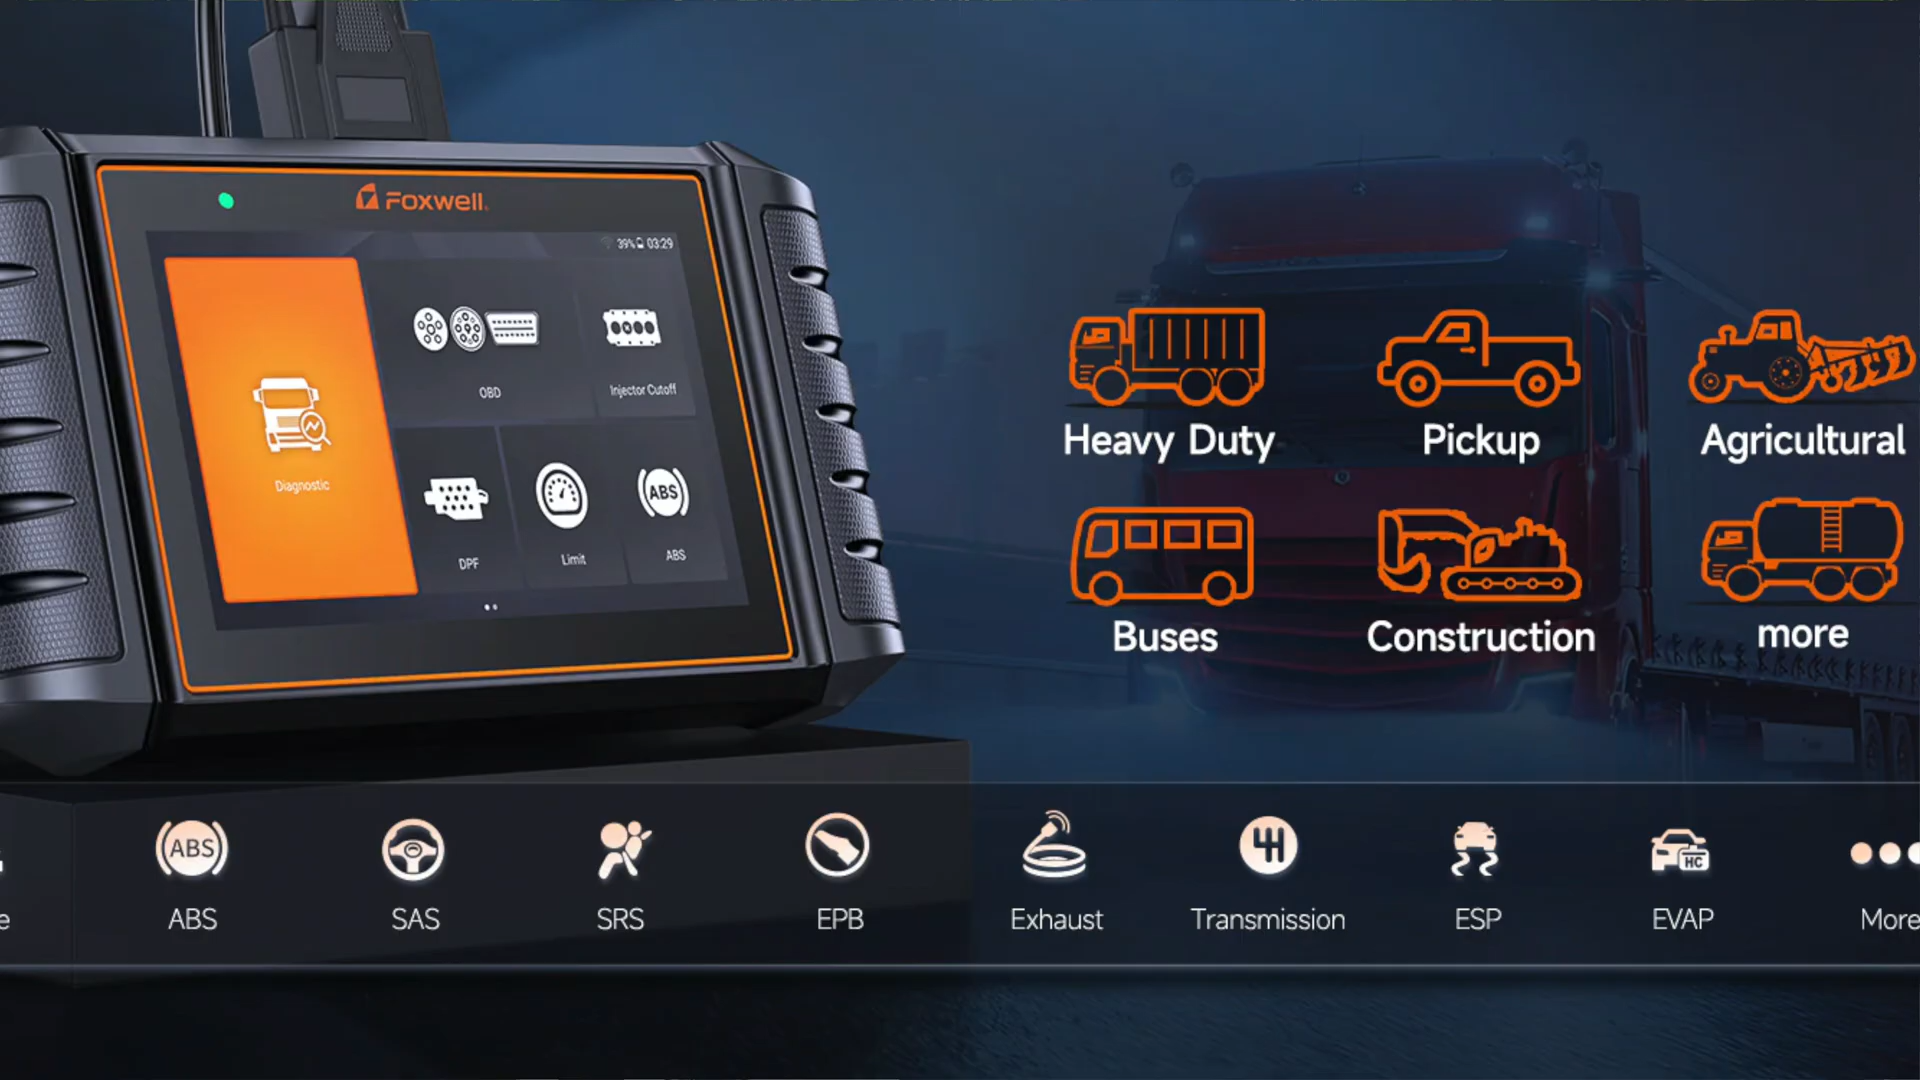 Foxwell
39% 03:29
Diagnostic
OBD
Injector Cutoff
DPF
Limit
ABS
ABS
Heavy Duty
Pickup
Agricultural
Buses
Construction
more
ABS
HC
e
ABS
SAS
SRS
EPB
Exhaust
Transmission
ESP
EVAP
More